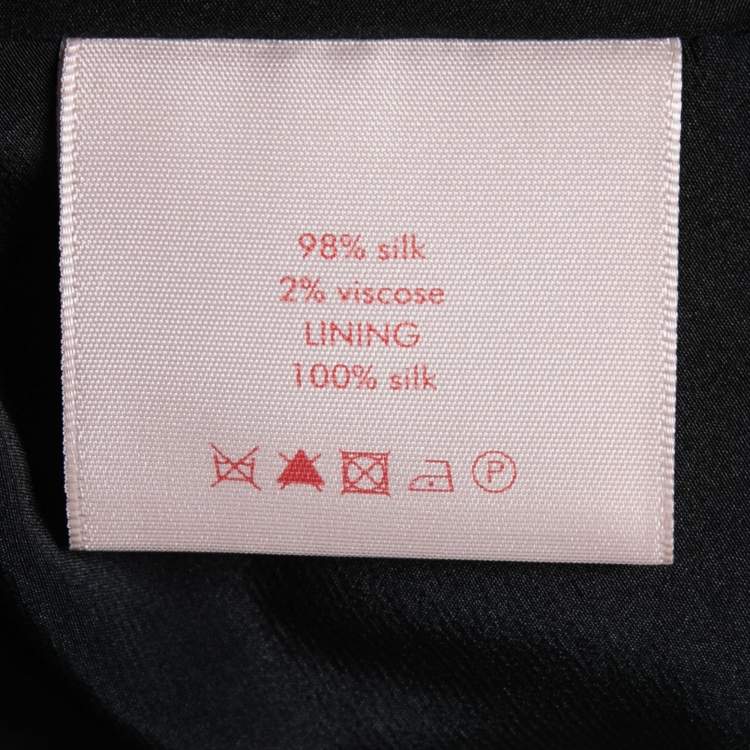 98% silk
2% viscose
LINING
100% silk
P